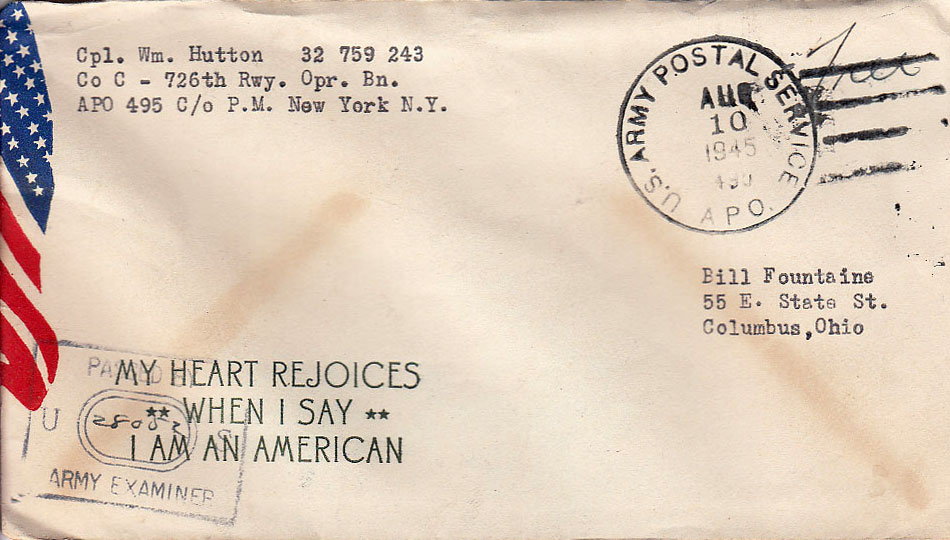 Cpl. Wm. Hutton 32 759 243
Co C - 726th Rwy. Opr. Bn.
APO 495 C/o P.M. New York N.Y.
U.S. ARMY POSTAL SERVICE
AUG
10
1945
A P O.
Free
Bill Fountaine
55 E. State St.
Columbus,Ohio
MY HEART REJOICES
** WHEN I SAY **
I AM AN AMERICAN
PASSED BY
U S
ARMY EXAMINER